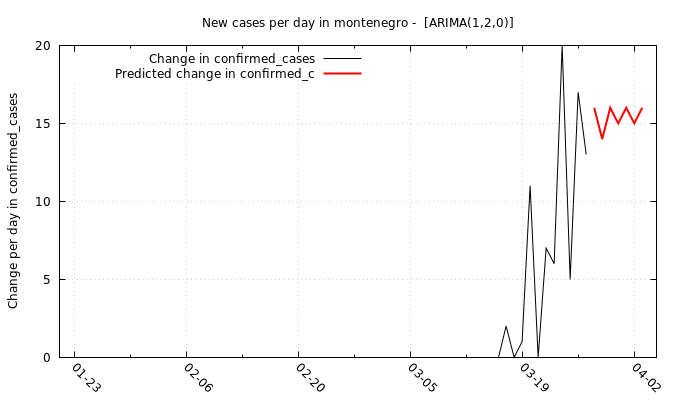 New cases per day in montenegro -  [ARIMA(1,2,0)]
Change in confirmed_cases
Predicted change in confirmed_c
Change per day in confirmed_cases
20
15
10
5
0
01-23
02-06
02-20
03-05
03-19
04-02